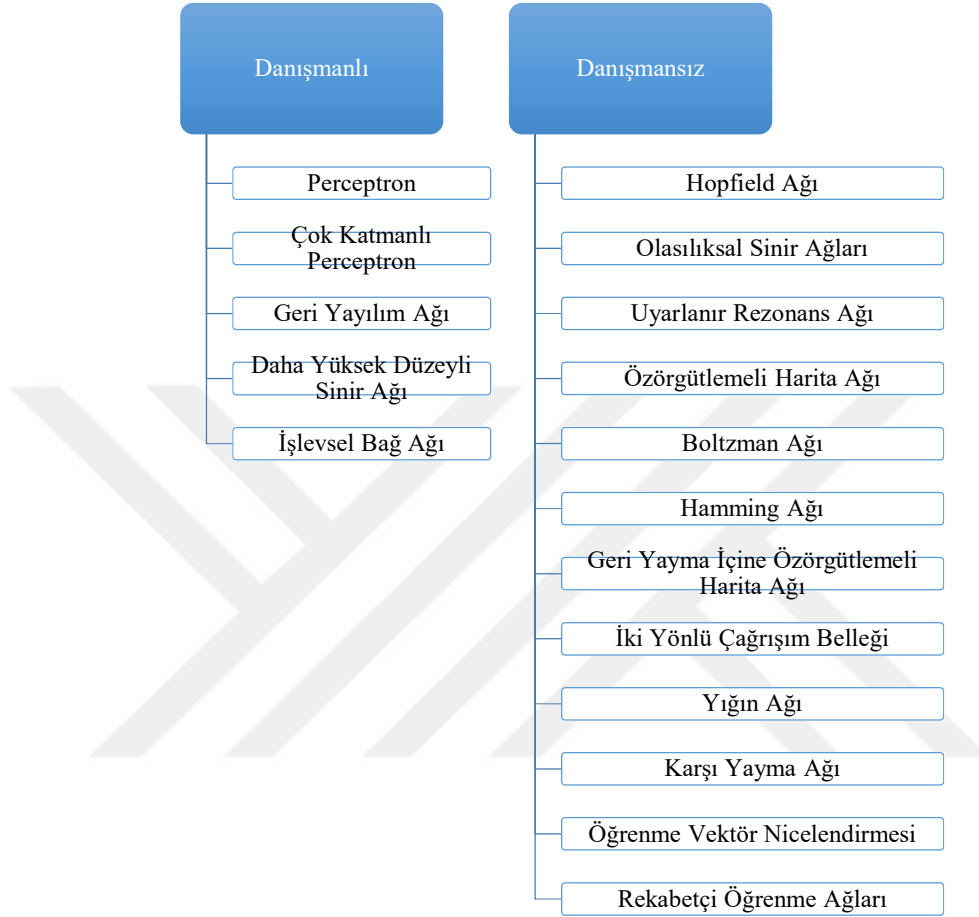 Danışmanlı
Perceptron
Çok Katmanlı
Perceptron
Geri Yayılım Ağı
Daha Yüksek Düzeyli
Sinir Ağı
İşlevsel Bağ Ağı
Danışmansız
Hopfield Ağı
Olasılıksal Sinir Ağları
Uyarlanır Rezonans Ağı
Özörgütlemeli Harita Ağı
Boltzman Ağı
Hamming Ağı
Geri Yayma İçine Özörgütlemeli
Harita Ağı
İki Yönlü Çağrışım Belleği
Yığın Ağı
Karşı Yayma Ağı
Öğrenme Vektör Nicelendirmesi
Rekabetçi Öğrenme Ağları